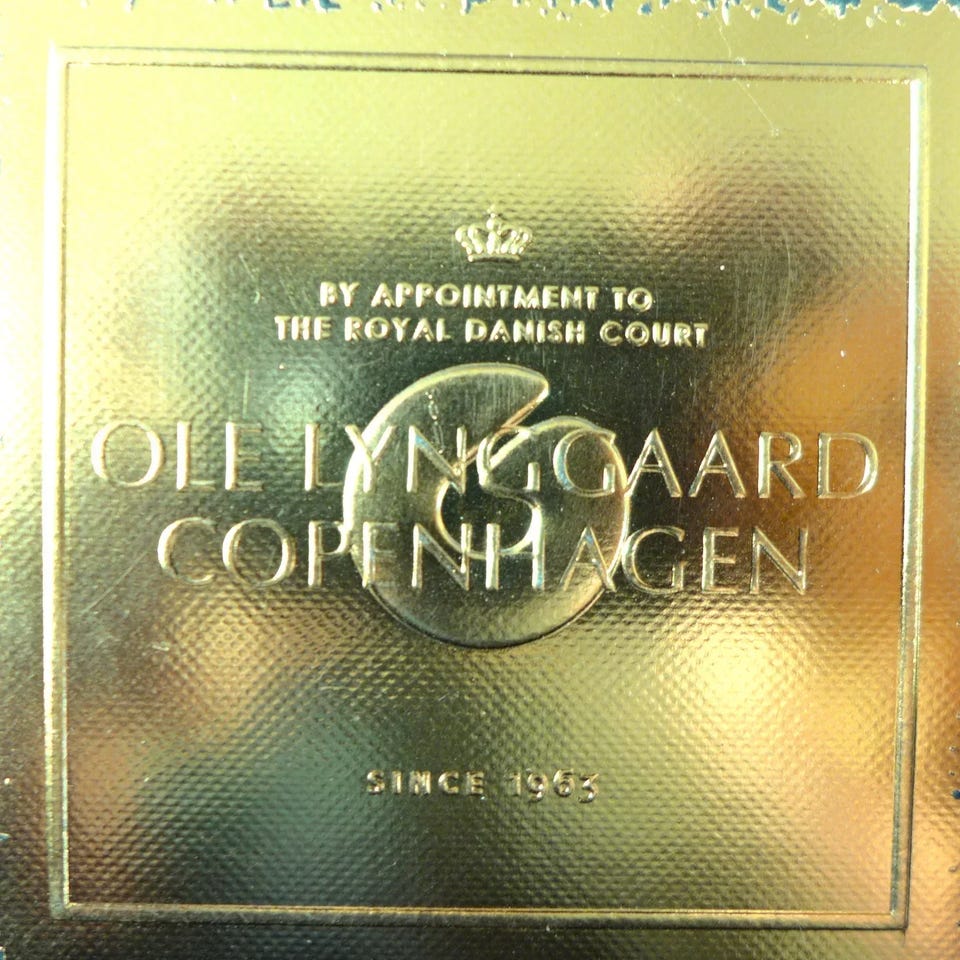 BY APPOINTMENT TO
THE ROYAL DANISH COURT
OLE LYNGGAARD
COPENHAGEN
SINCE 1963